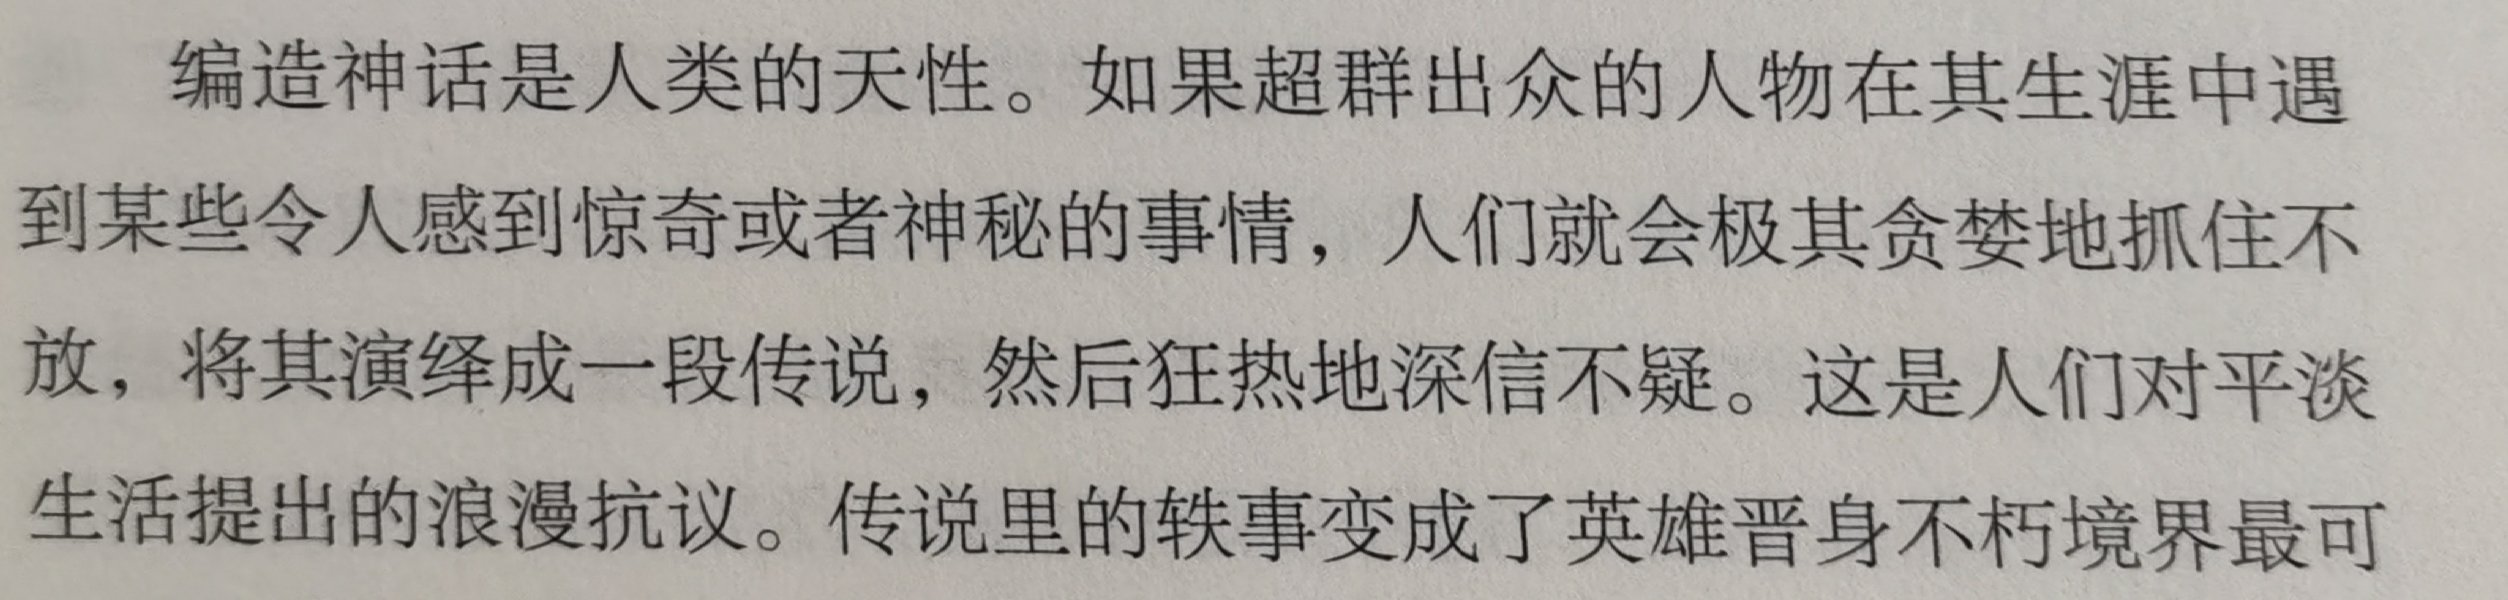 编造神话是人类的天性。如果超群出众的人物在其生涯中遇
到某些令人感到惊奇或者神秘的事情，人们就会极其贪婪地抓住不
放，将其演绎成一段传说，然后狂热地深信不疑。这是人们对平淡
生活提出的浪漫抗议。传说里的轶事变成了英雄晋身不朽境界最可